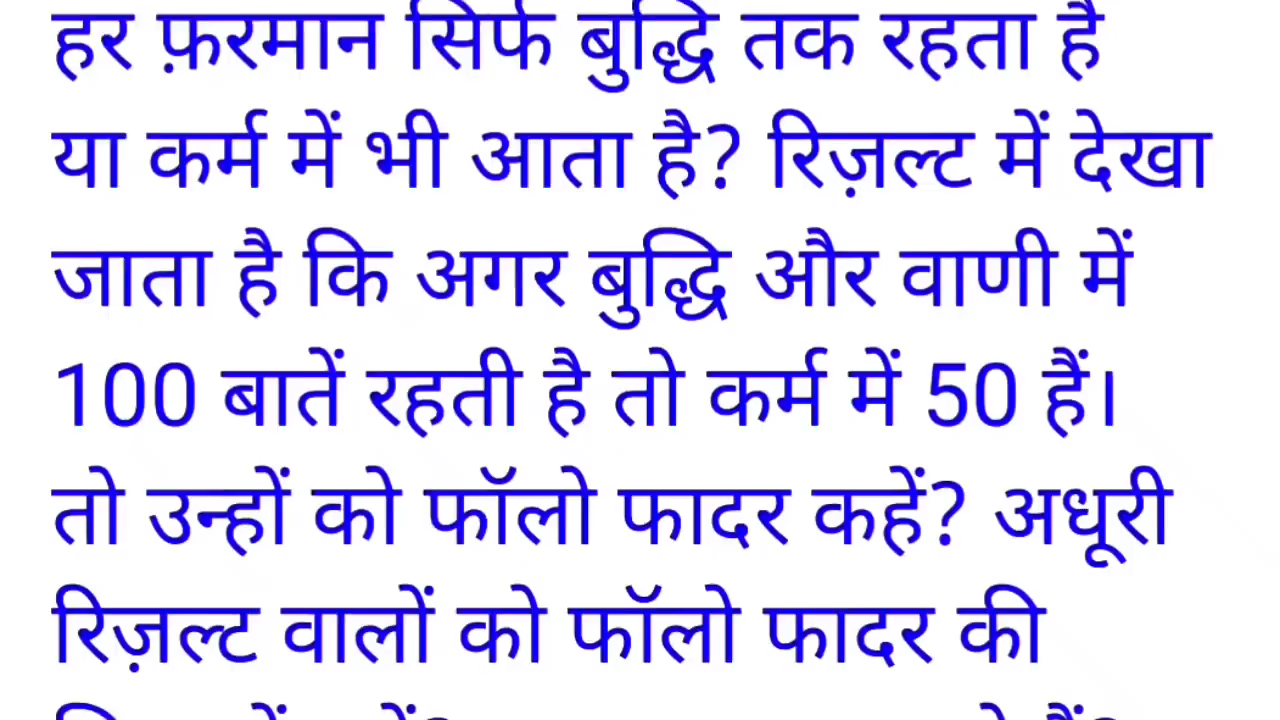 हर फ़रमान सिर्फ बुद्धि तक रहता है
या कर्म में भी आता है? रिज़ल्ट में देखा
जाता है कि अगर बुद्धि और वाणी में
100 बातें रहती है तो कर्म में 50 हैं।
तो उन्हों को फॉलो फादर कहें? अधूरी
रिज़ल्ट वालों को फॉलो फादर की